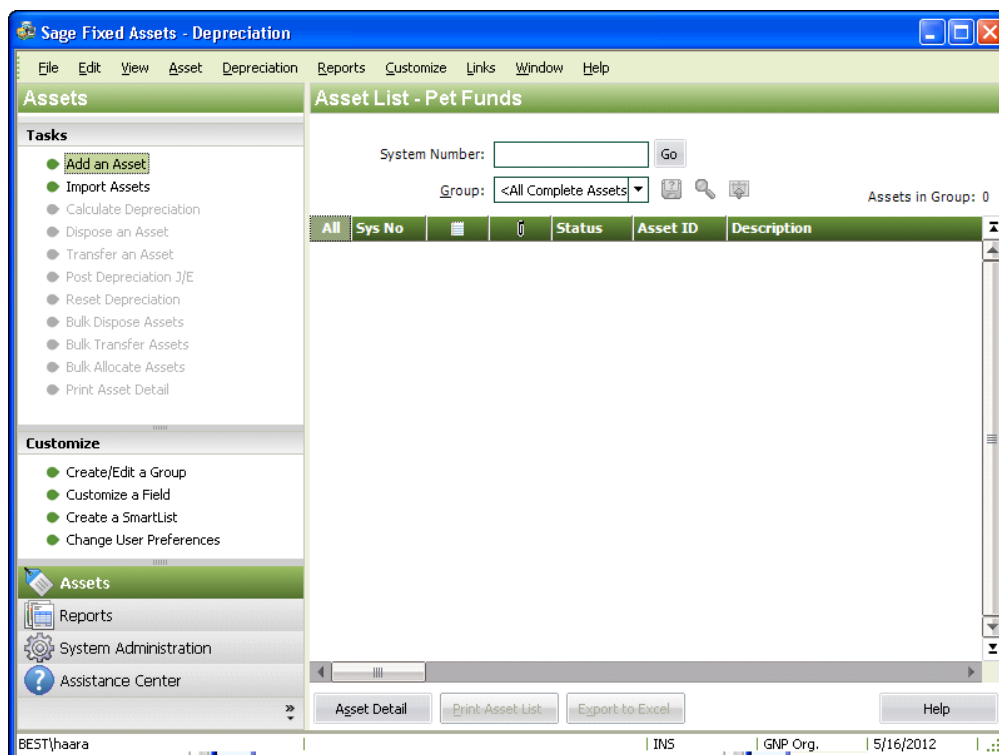 Sage Fixed Assets - Depreciation
File Edit View Asset Depreciation Reports Customize Links Window Help
Assets
Asset List - Pet Funds
Tasks
Add an Asset
Import Assets
Calculate Depreciation
Dispose an Asset
Transfer an Asset
Post Depreciation J/E
Reset Depreciation
Bulk Dispose Assets
Bulk Transfer Assets
Bulk Allocate Assets
Print Asset Detail
Customize
Create/Edit a Group
Customize a Field
Create a SmartList
Change User Preferences
Assets
Reports
System Administration
Assistance Center
System Number: Go
Group: <All Complete Assets
Assets in Group: 0
All Sys No Status Asset ID Description
Asset Detail Print Asset List Export to Excel Help
BEST\haara INS GNP Org. 5/16/2012